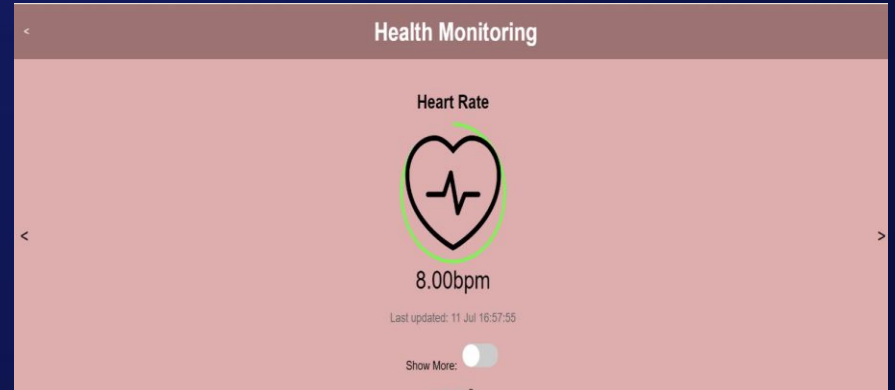 <
Health Monitoring
Heart Rate
<
>
8.00bpm
Last updated: 11 Jul 16:57:55
Show More: